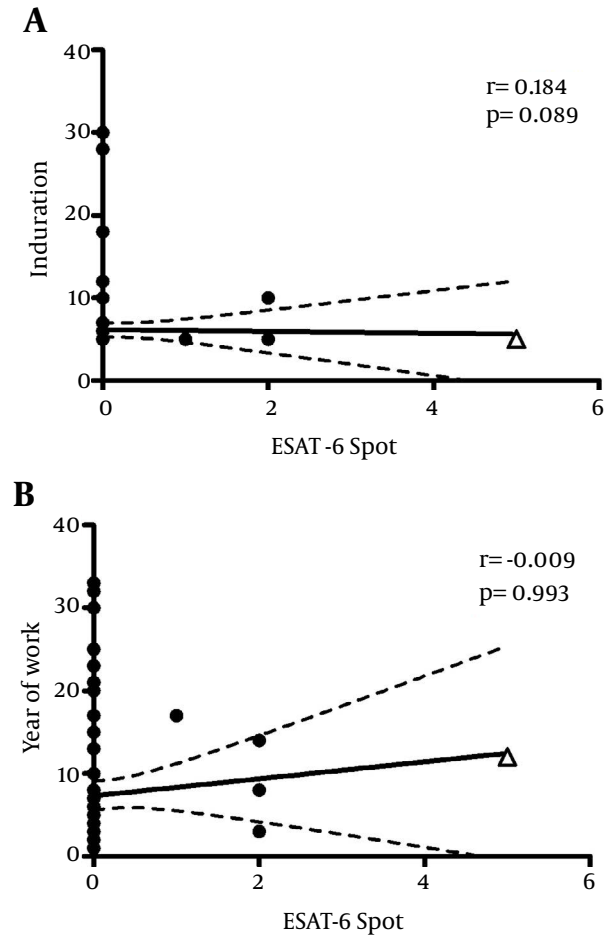 A
40
30
20
10
0
Induration
r= 0.184
p= 0.089
0 2 4 6
ESAT-6 Spot
B
40
30
20
10
0
Year of work
r= -0.009
p= 0.993
0 2 4 6
ESAT-6 Spot